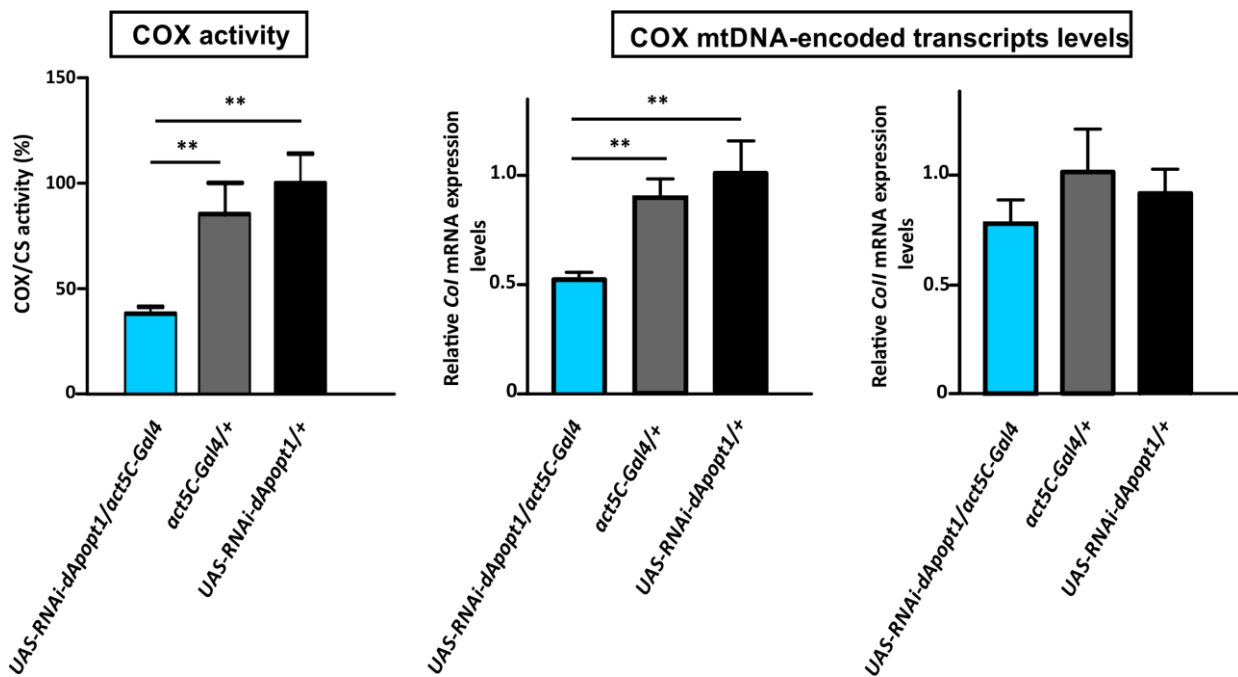 COX activity
COX mtDNA-encoded transcripts levels
COX/CS activity (%)
150
100
50
0
**
**
UAS-RNAi-dApopt1/act5C-Gal4
act5C-Gal4/+
UAS-RNAi-dApopt1/+
Relative CoI mRNA expression
levels
1.0
0.5
0
**
**
UAS-RNAi-dApopt1/act5C-Gal4
act5C-Gal4/+
UAS-RNAi-dApopt1/+
Relative CoII mRNA expression
levels
1.0
0.5
0
UAS-RNAi-dApopt1/act5C-Gal4
act5C-Gal4/+
UAS-RNAi-dApopt1/+